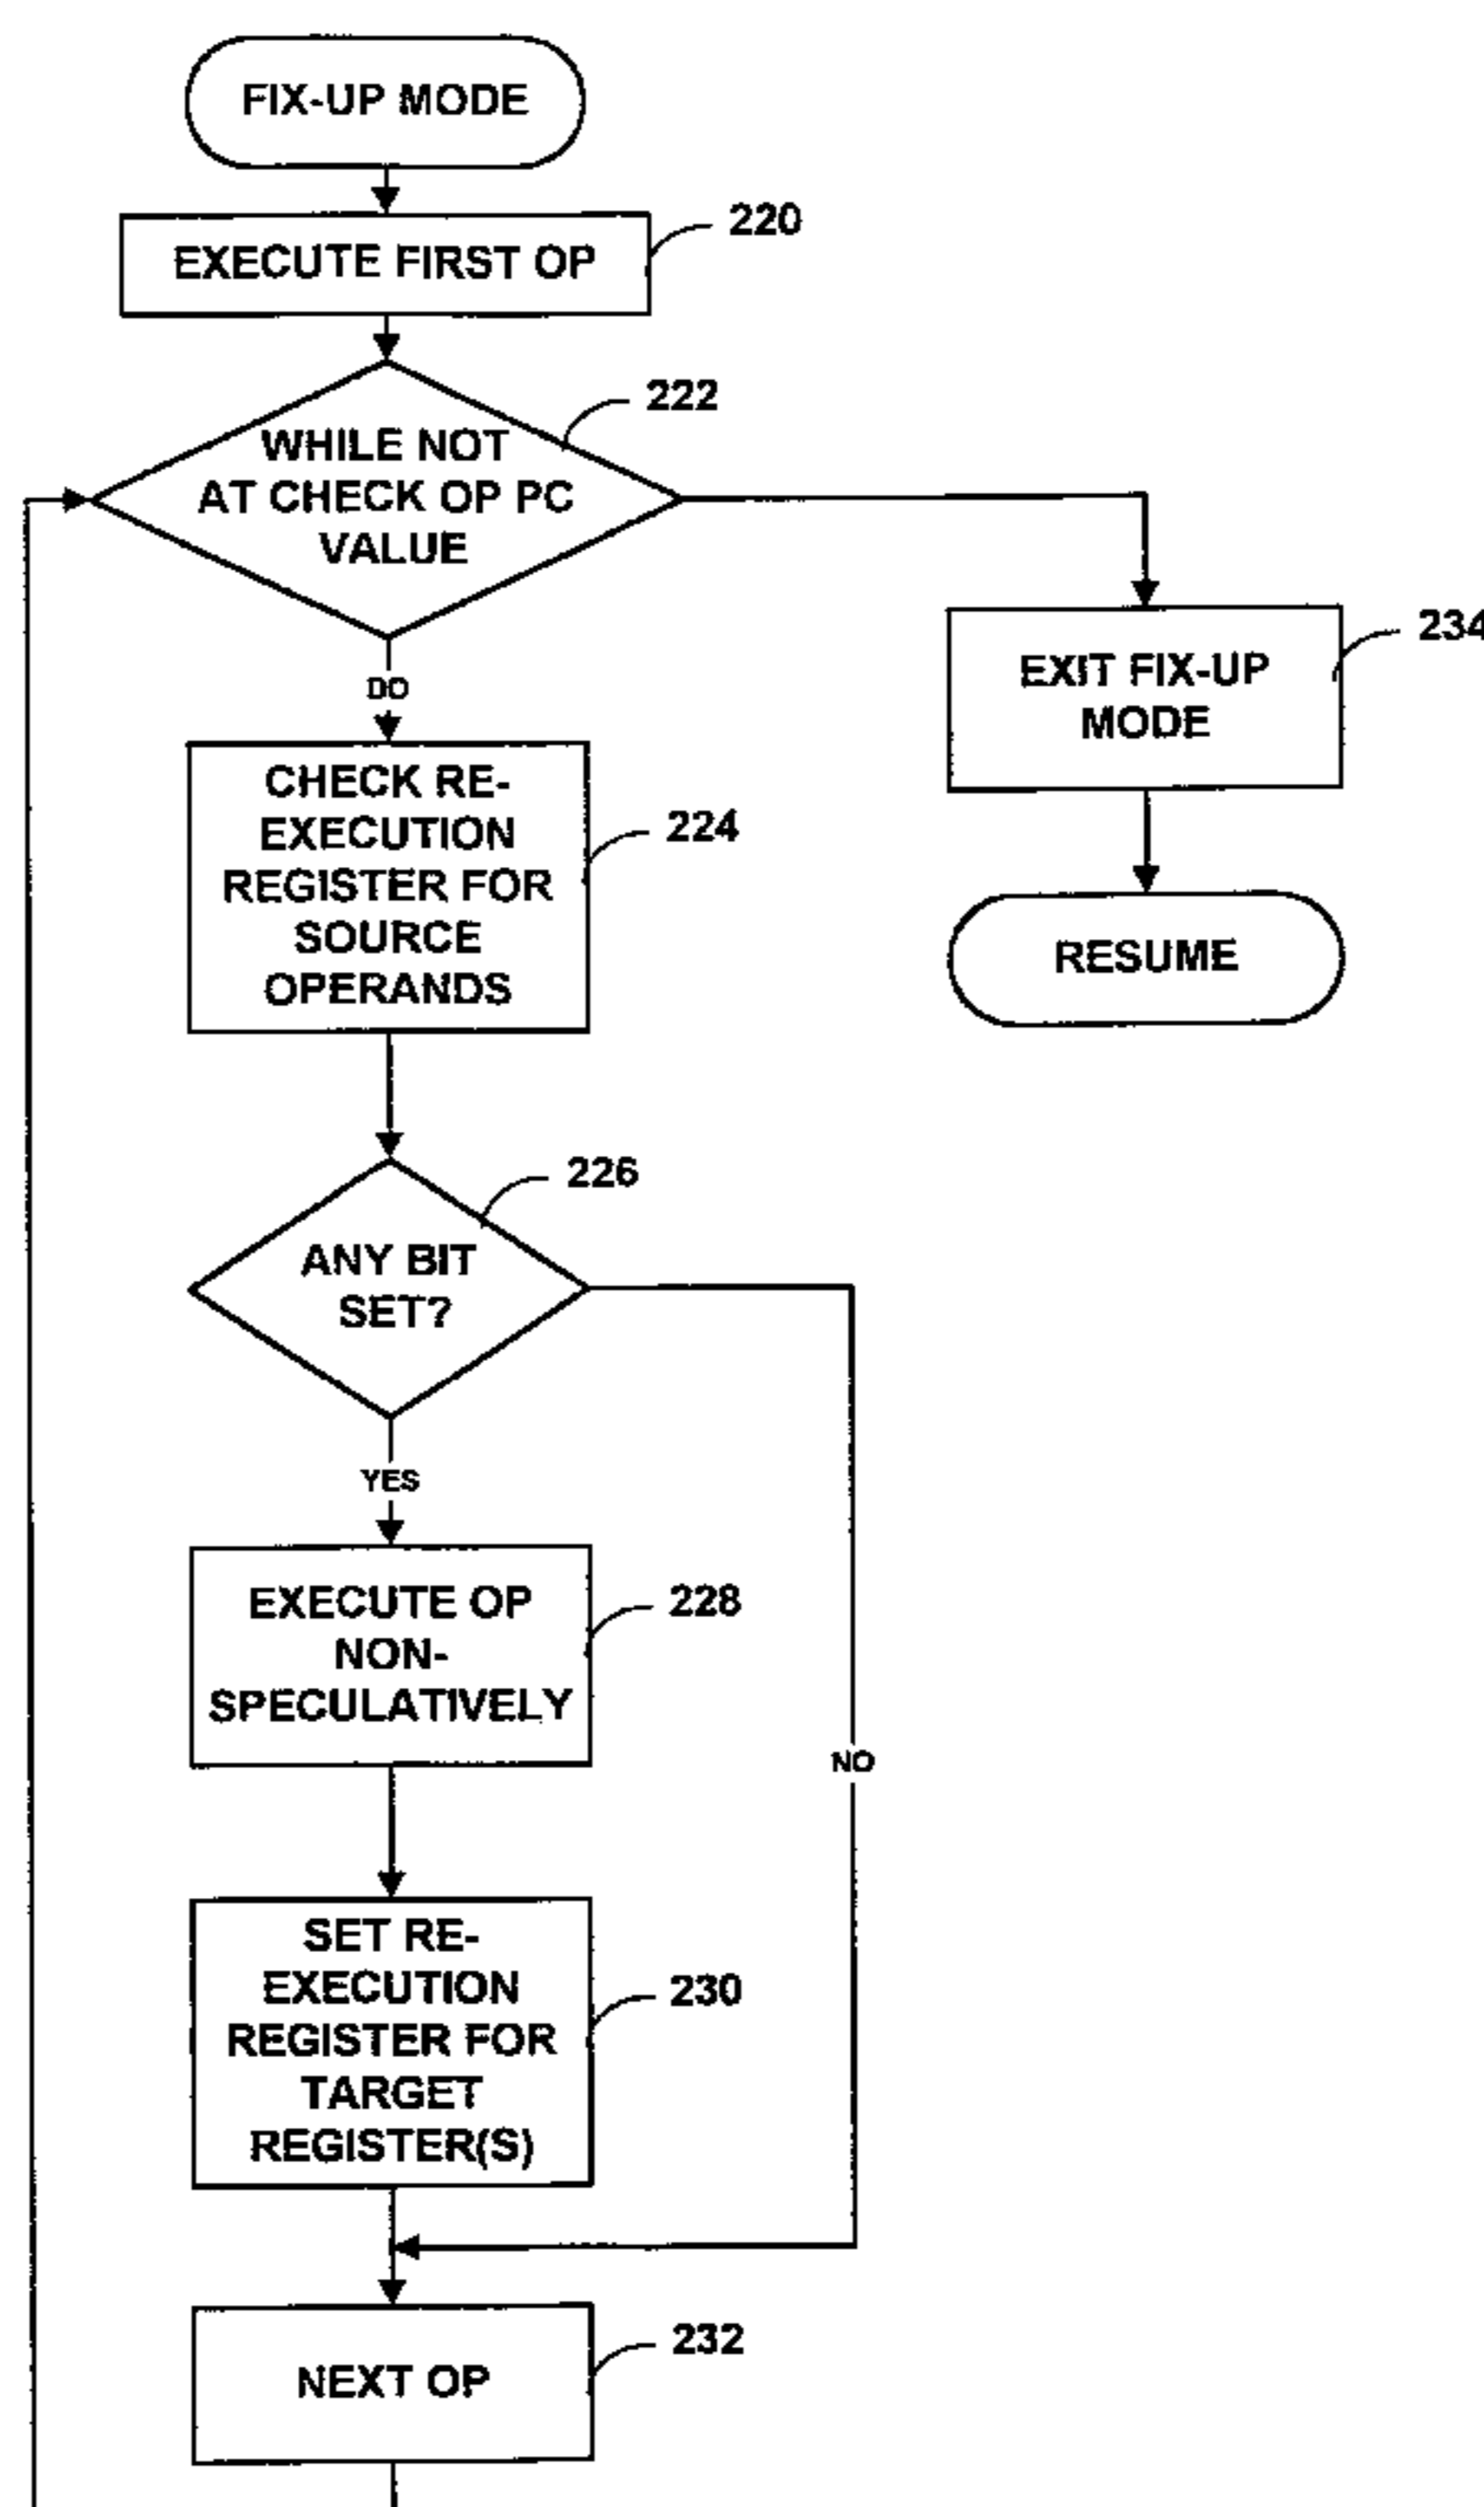 FIX-UP MODE
EXECUTE FIRST OP
220
WHILE NOT
AT CHECK OP PC
VALUE
222
DO
EXIT FIX-UP
MODE
234
CHECK RE-
EXECUTION
REGISTER FOR
SOURCE
OPERANDS
224
RESUME
ANY BIT
SET?
226
YES
EXECUTE OP
NON-
SPECULATIVELY
228
NO
SET RE-
EXECUTION
REGISTER FOR
TARGET
REGISTER(S)
230
NEXT OP
232